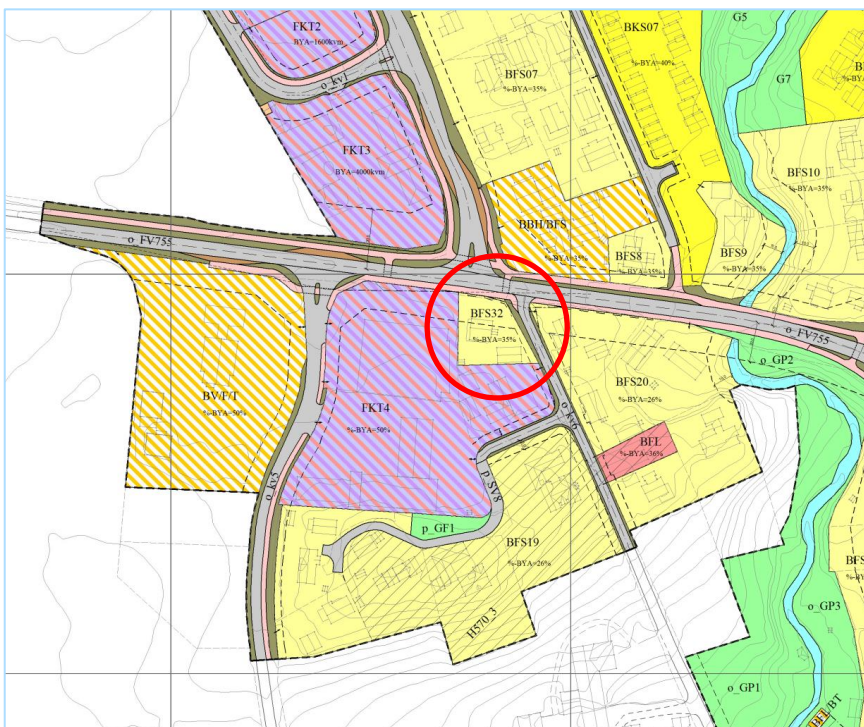 FKT2
BYA=1600kvm
o_kv1
BKS07
%-BYA=40%
G5
G7
BFS07
%-BYA=35%
FKT3
BYA=4000kvm
BFS10
%-BYA=35%
BBH/BFS
%-BYA=35%
BFS8
%-BYA=35%
BFS9
%-BYA=35%
o_FV755
BFS32
%-BYA=35%
o_FV755
o_GP2
BFS20
%-BYA=26%
BV/F/T
%-BYA=50%
FKT4
%-BYA=50%
o_kv6
BFL
%-BYA=36%
o_kv5
p_SV8
p_GF1
BFS19
%-BYA=26%
H570_3
o_GP3
o_GP1